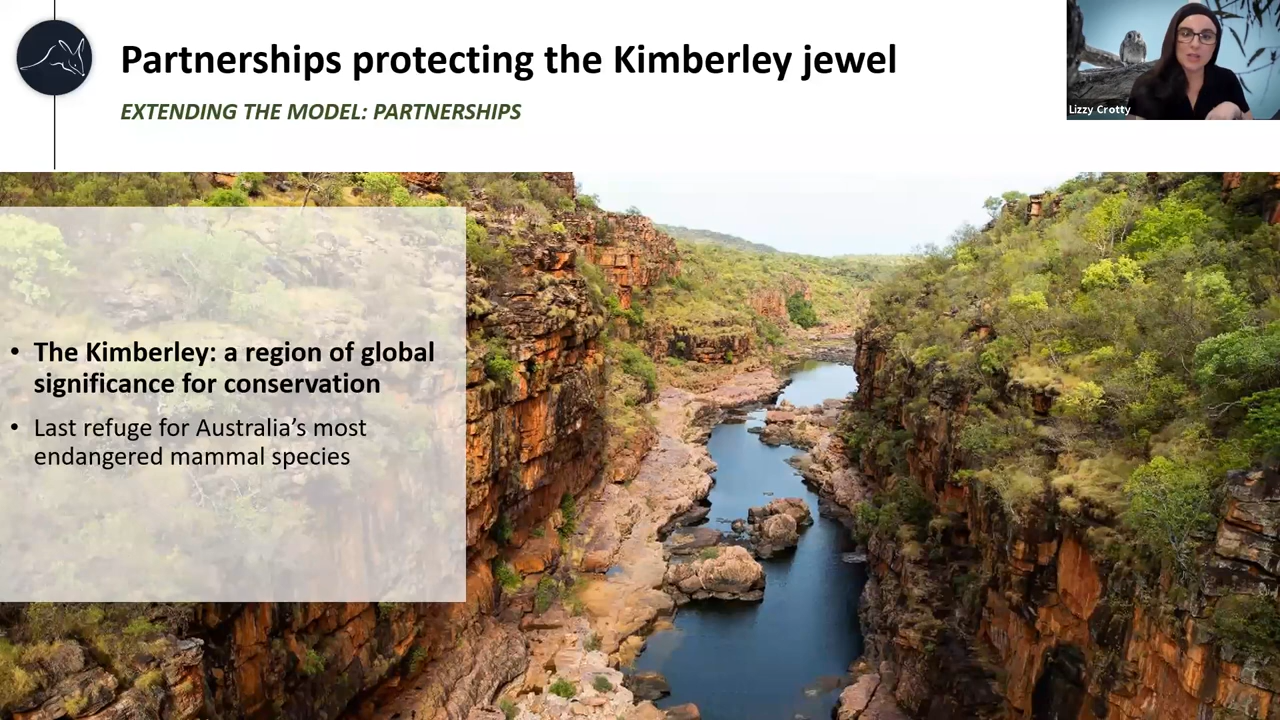 Partnerships protecting the Kimberley jewel
EXTENDING THE MODEL: PARTNERSHIPS
Lizzy Crotty
• The Kimberley: a region of global
significance for conservation
• Last refuge for Australia’s most
endangered mammal species